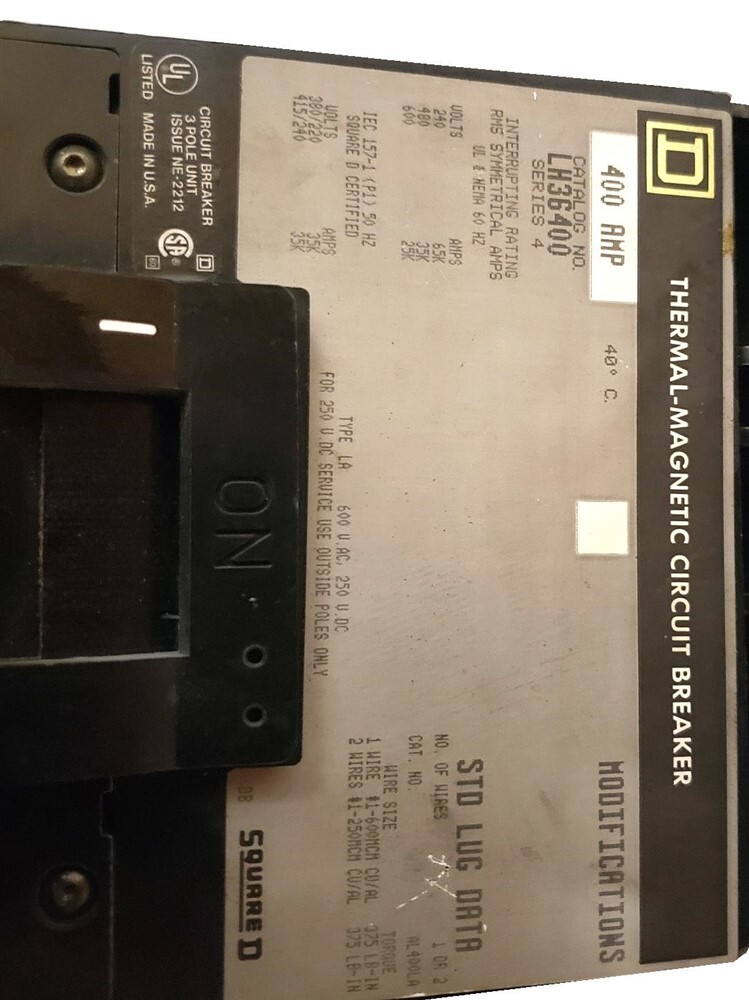 THERMAL-MAGNETIC CIRCUIT BREAKER
400 AMP
40° C.
MODIFICATIONS
CATALOG NO.
LH36400
SERIES 4
INTERRUPTING RATING
RMS SYMMETRICAL AMPS
UL & NEMA 60 HZ
VOLTS AMPS
240 65K
480 35K
600 25K
IEC 157-1 (P1) 50 HZ
SQUARE D CERTIFIED
VOLTS AMPS
380/220 35K
415/240 35K
TYPE LA 600 V.AC, 250 V.DC
FOR 250 V.DC SERVICE USE OUTSIDE POLES ONLY
STD LUG DATA
NO. OF WIRES 1 OR 2
CAT. NO. AL400LA
WIRE SIZE TORQUE
1 WIRE #1-600MCM CU/AL 375 LB-IN
2 WIRES #1-250MCM CU/AL 375 LB-IN
CIRCUIT BREAKER
3 POLE UNIT
ISSUE NE-2212
UL
LISTED MADE IN U.S.A.
SA
ON
DB
SQUARE D